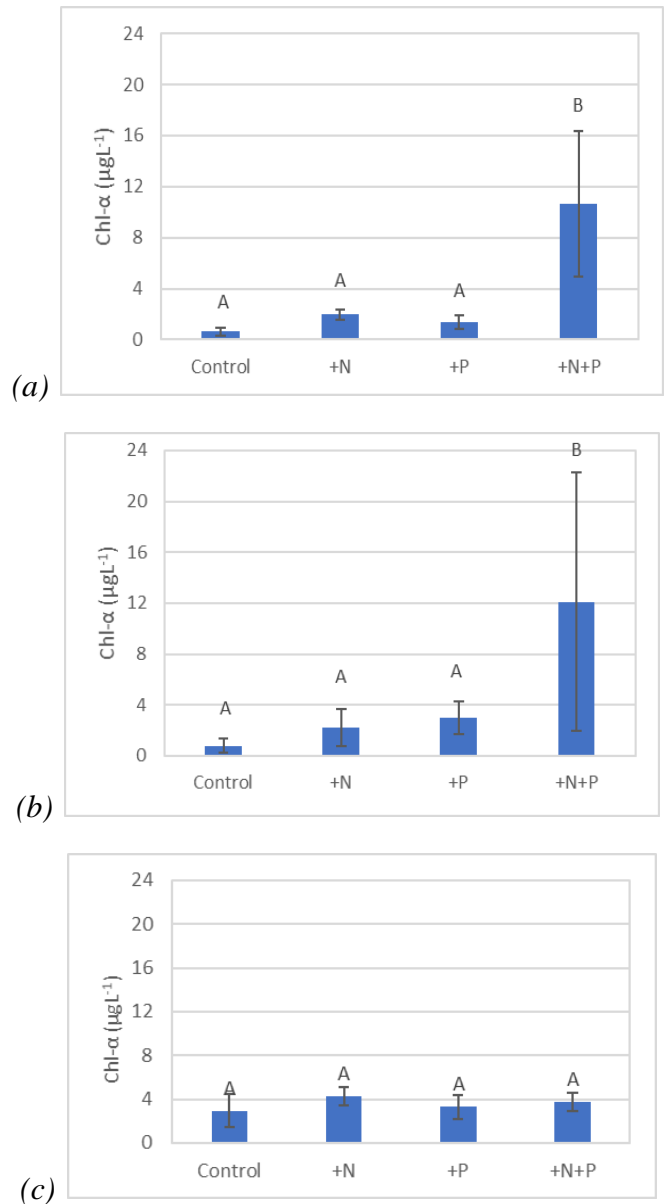 24
20
16
12
8
4
0
Chl-α (µgL⁻¹)
A
A
A
B
Control
+N
+P
+N+P
(a)
24
20
16
12
8
4
0
Chl-α (µgL⁻¹)
A
A
A
B
Control
+N
+P
+N+P
(b)
24
20
16
12
8
4
0
Chl-α (µgL⁻¹)
A
A
A
A
Control
+N
+P
+N+P
(c)